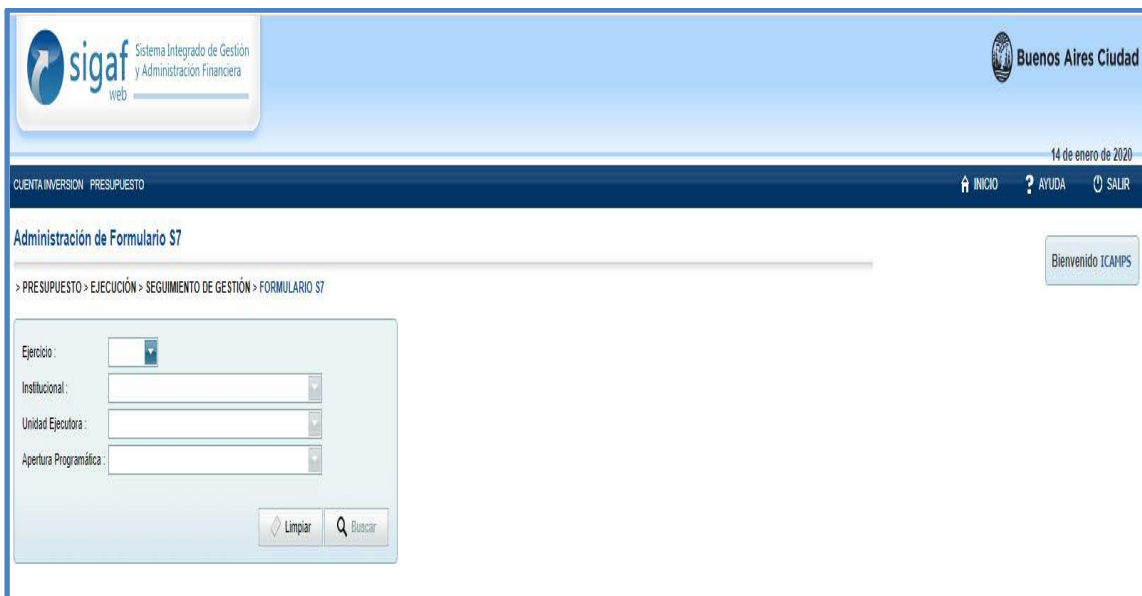 sigaf web
Sistema Integrado de Gestión
y Administración Financiera
Buenos Aires Ciudad
14 de enero de 2020
CUENTA INVERSION PRESUPUESTO
INICIO ? AYUDA SALIR
Administración de Formulario S7
Bienvenido ICAMPS
> PRESUPUESTO > EJECUCIÓN > SEGUIMIENTO DE GESTIÓN > FORMULARIO S7
Ejercicio :
Institucional :
Unidad Ejecutora :
Apertura Programática :
Limpiar Buscar